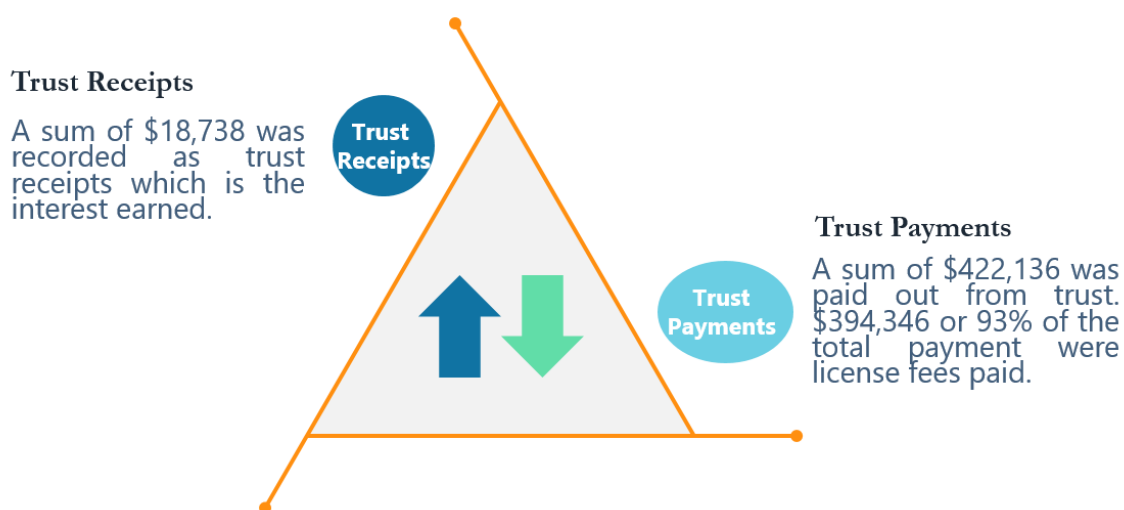 Trust Receipts
A sum of $18,738 was
recorded as trust
receipts which is the
interest earned.
Trust
Receipts
Trust Payments
A sum of $422,136 was
paid out from trust.
$394,346 or 93% of the
total payment were
license fees paid.
Trust
Payments